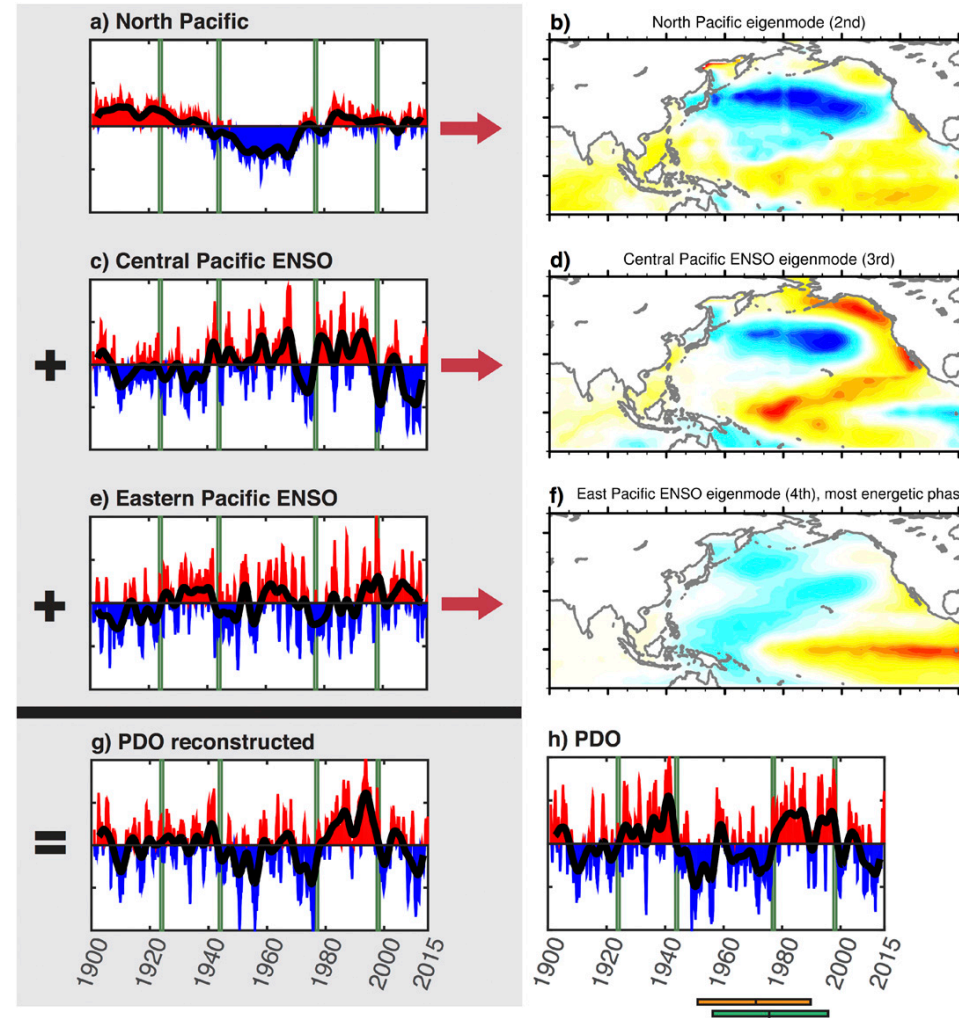 a) North Pacific
b) North Pacific eigenmode (2nd)
c) Central Pacific ENSO
d) Central Pacific ENSO eigenmode (3rd)
+
e) Eastern Pacific ENSO
f) East Pacific ENSO eigenmode (4th), most energetic phas
+
g) PDO reconstructed
h) PDO
=
1900 1920 1940 1960 1980 2000 2015
1900 1920 1940 1960 1980 2000 2015